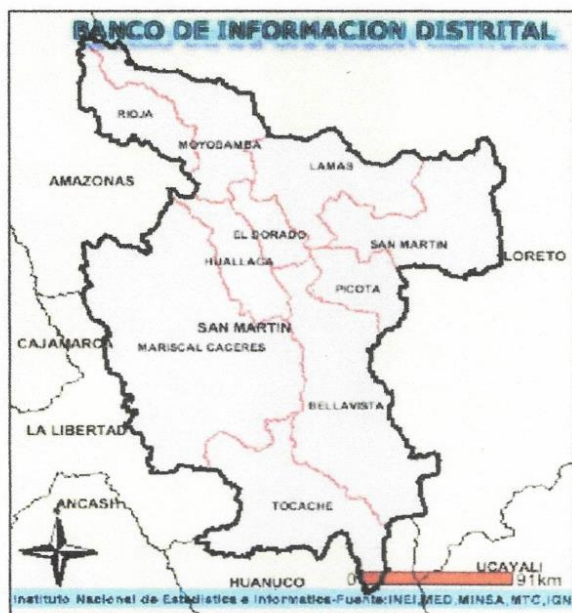 BANCO DE INFORMACION DISTRITAL
RIOJA
MOYOBAMBA
LAMAS
AMAZONAS
EL DORADO
SAN MARTIN
HUALLAGA
LORETO
PICOTA
SAN MARTIN
CAJAMARCA
MARISCAL CACERES
BELLAVISTA
LA LIBERTAD
ANCASH
TOCACHE
UCAYALI
HUANUCO
0 91km
Instituto Nacional de Estadistica e Informatica-Fuente:INEI,MED,MINSA,MTC,IGN